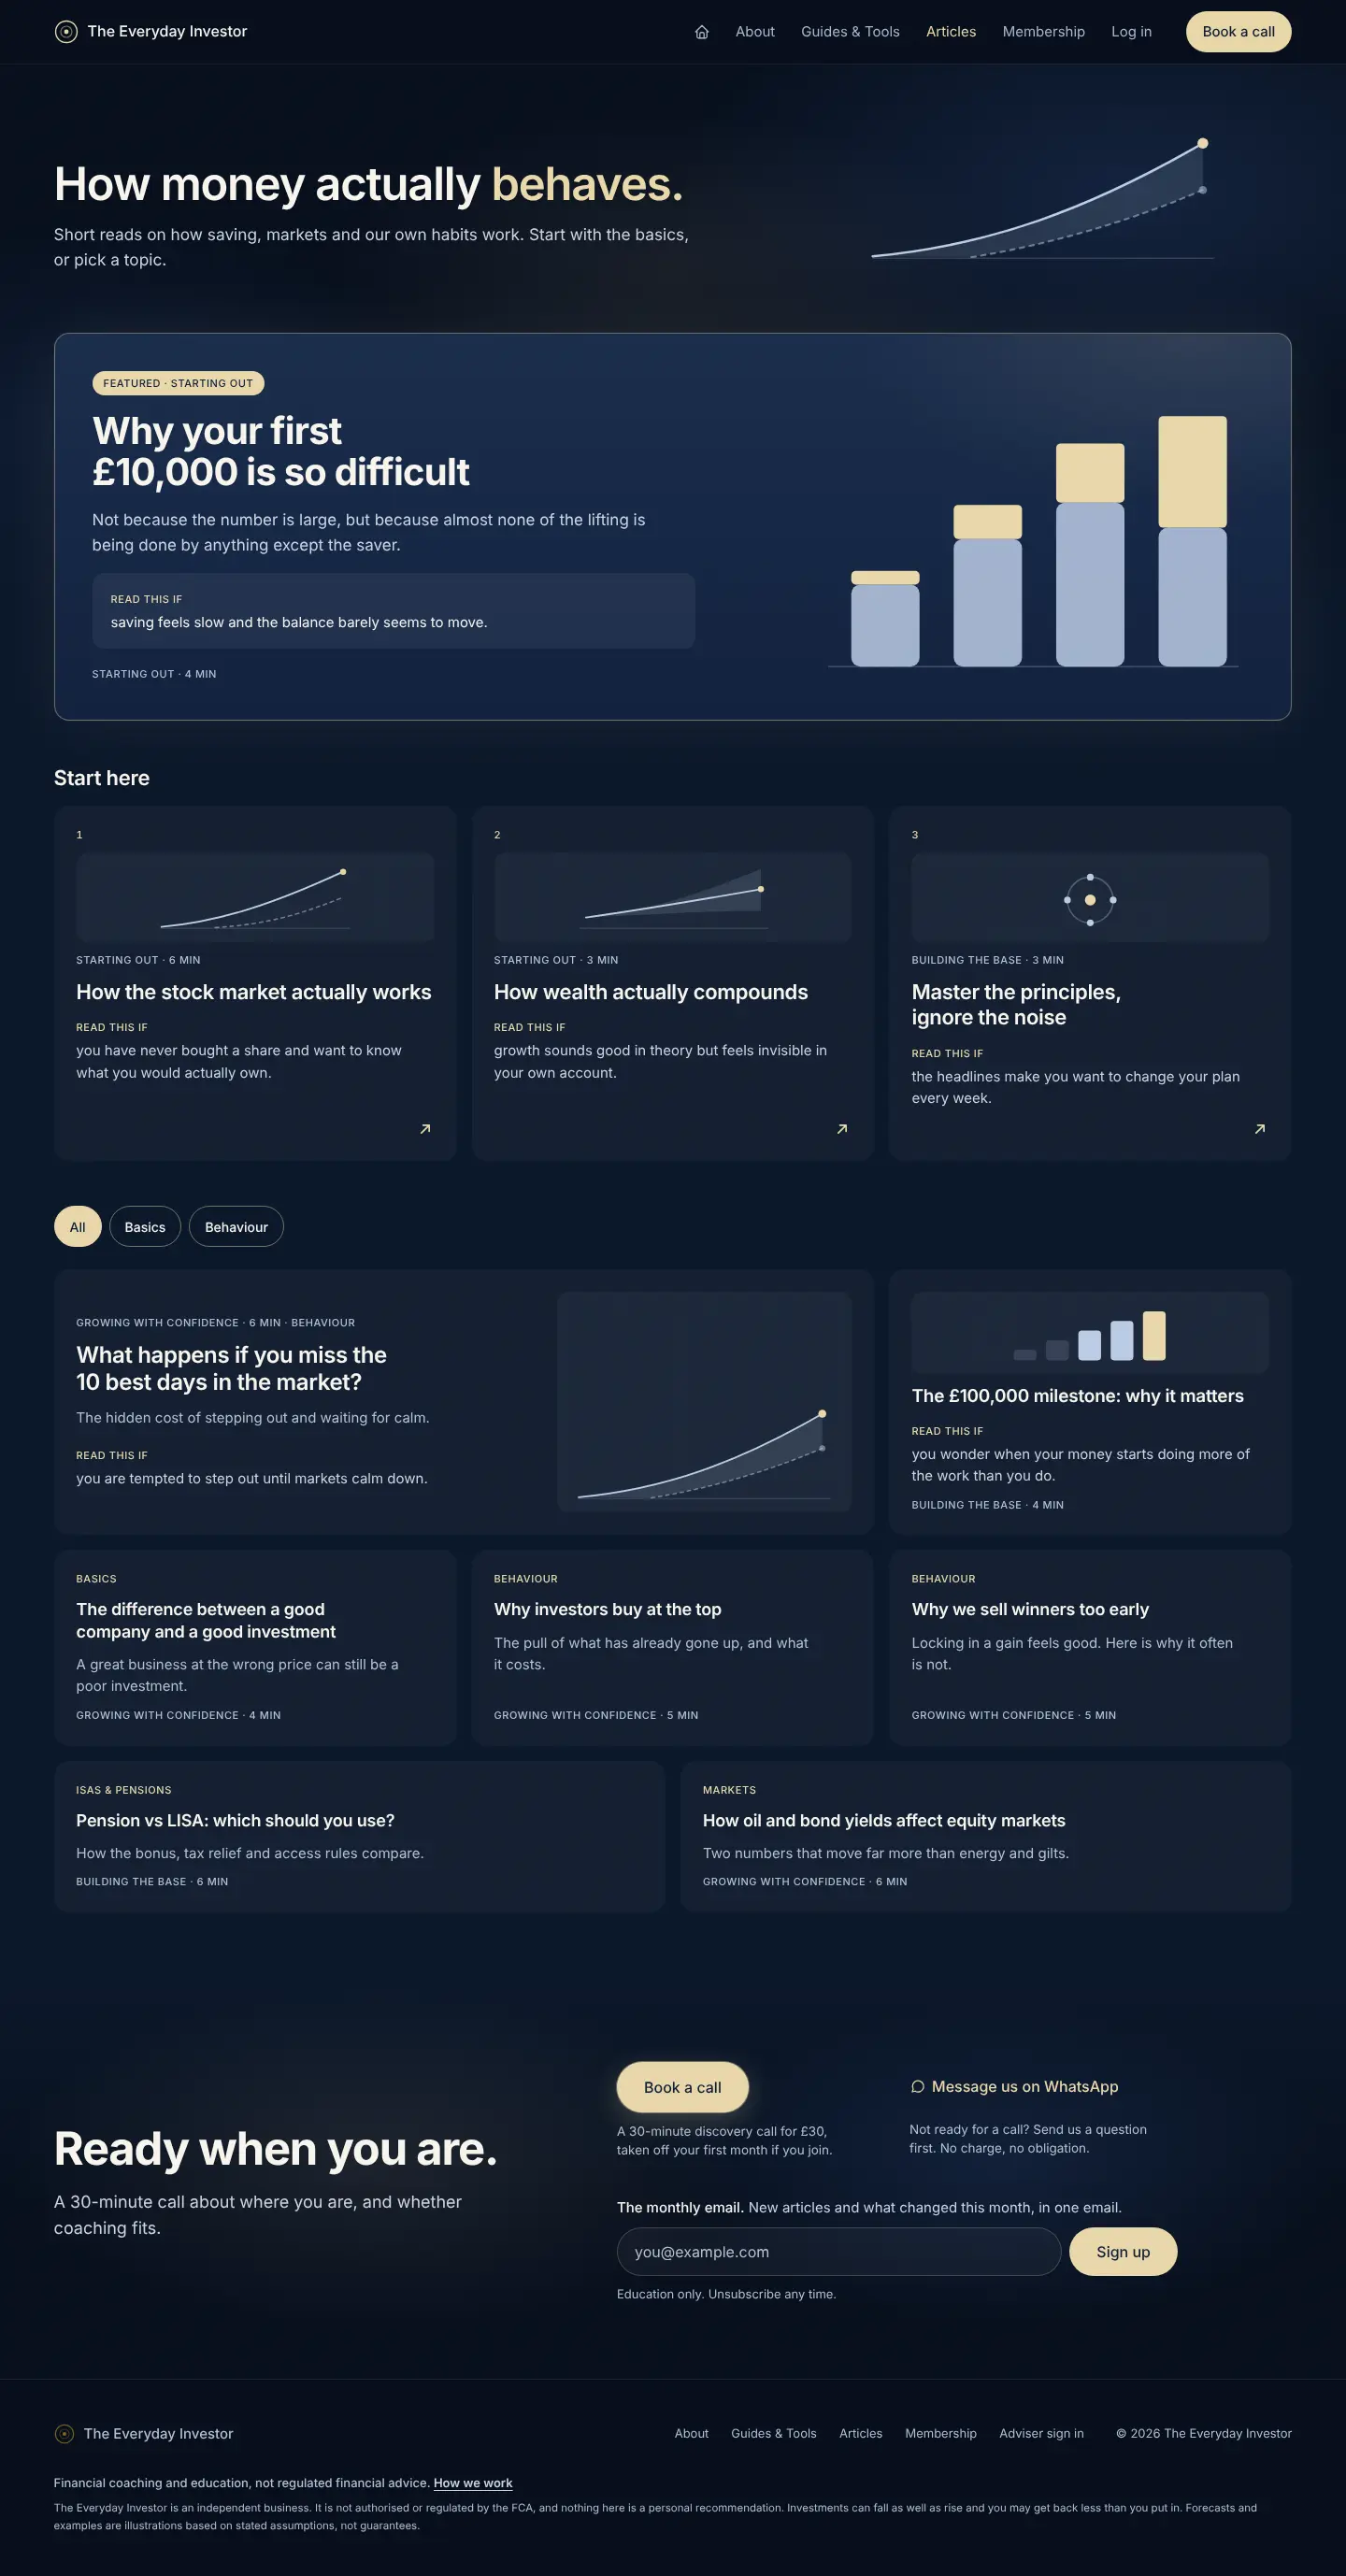 The Everyday Investor
About
Guides & Tools
Articles
Membership
Log in
Book a call
How money actually behaves.
Short reads on how saving, markets and our own habits work. Start with the basics,
or pick a topic.
FEATURED · STARTING OUT
Why your first
£10,000 is so difficult
Not because the number is large, but because almost none of the lifting is
being done by anything except the saver.
READ THIS IF
saving feels slow and the balance barely seems to move.
STARTING OUT · 4 MIN
Start here
1
STARTING OUT · 6 MIN
How the stock market actually works
READ THIS IF
you have never bought a share and want to know
what you would actually own.
2
STARTING OUT · 3 MIN
How wealth actually compounds
READ THIS IF
growth sounds good in theory but feels invisible in
your own account.
3
BUILDING THE BASE · 3 MIN
Master the principles,
ignore the noise
READ THIS IF
the headlines make you want to change your plan
every week.
All
Basics
Behaviour
GROWING WITH CONFIDENCE · 6 MIN · BEHAVIOUR
What happens if you miss the
10 best days in the market?
The hidden cost of stepping out and waiting for calm.
READ THIS IF
you are tempted to step out until markets calm down.
The £100,000 milestone: why it matters
READ THIS IF
you wonder when your money starts doing more of
the work than you do.
BUILDING THE BASE · 4 MIN
BASICS
The difference between a good
company and a good investment
A great business at the wrong price can still be a
poor investment.
GROWING WITH CONFIDENCE · 4 MIN
BEHAVIOUR
Why investors buy at the top
The pull of what has already gone up, and what
it costs.
GROWING WITH CONFIDENCE · 5 MIN
BEHAVIOUR
Why we sell winners too early
Locking in a gain feels good. Here is why it often
is not.
GROWING WITH CONFIDENCE · 5 MIN
ISAS & PENSIONS
Pension vs LISA: which should you use?
How the bonus, tax relief and access rules compare.
BUILDING THE BASE · 6 MIN
MARKETS
How oil and bond yields affect equity markets
Two numbers that move far more than energy and gilts.
GROWING WITH CONFIDENCE · 6 MIN
Ready when you are.
A 30-minute call about where you are, and whether
coaching fits.
Book a call
A 30-minute discovery call for £30,
taken off your first month if you join.
Message us on WhatsApp
Not ready for a call? Send us a question
first. No charge, no obligation.
The monthly email. New articles and what changed this month, in one email.
you@example.com
Sign up
Education only. Unsubscribe any time.
The Everyday Investor
About
Guides & Tools
Articles
Membership
Adviser sign in
© 2026 The Everyday Investor
Financial coaching and education, not regulated financial advice. How we work
The Everyday Investor is an independent business. It is not authorised or regulated by the FCA, and nothing here is a personal recommendation. Investments can fall as well as rise and you may get back less than you put in. Forecasts and
examples are illustrations based on stated assumptions, not guarantees.